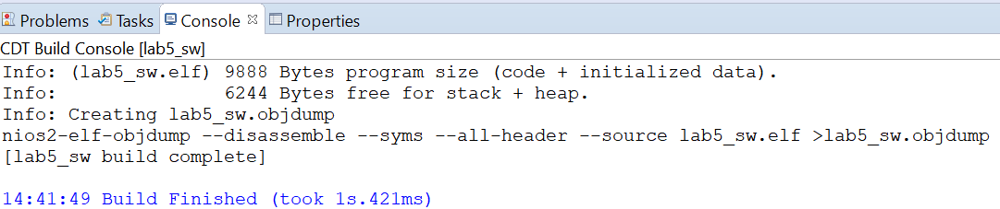 Problems Tasks Console Properties
CDT Build Console [lab5_sw]
Info: (lab5_sw.elf) 9888 Bytes program size (code + initialized data).
Info:               6244 Bytes free for stack + heap.
Info: Creating lab5_sw.objdump
nios2-elf-objdump --disassemble --syms --all-header --source lab5_sw.elf >lab5_sw.objdump
[lab5_sw build complete]
14:41:49 Build Finished (took 1s.421ms)